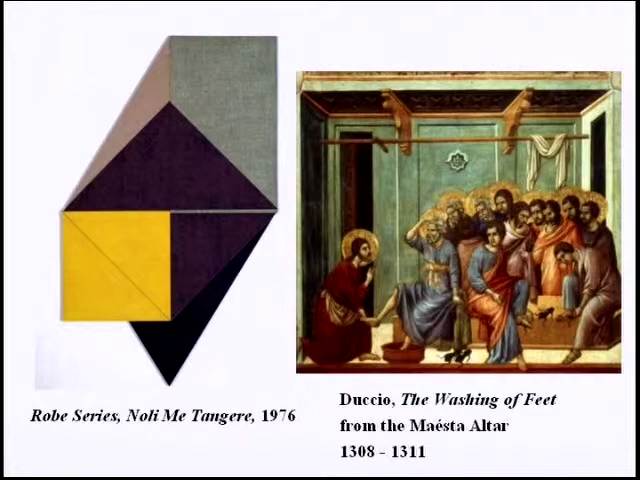 Robe Series, Noli Me Tangere, 1976
Duccio, The Washing of Feet
from the Maésta Altar
1308 - 1311